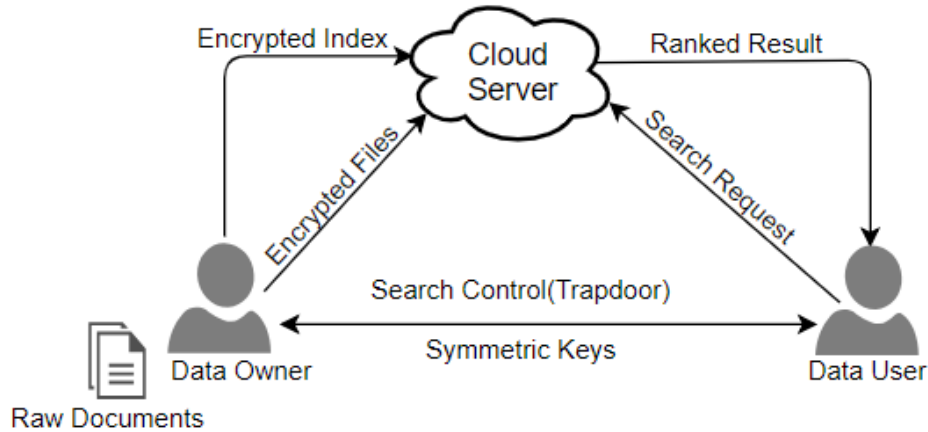 Encrypted Index
Cloud
Server
Ranked Result
Encrypted Files
Search Request
Search Control(Trapdoor)
Symmetric Keys
Data Owner
Data User
Raw Documents